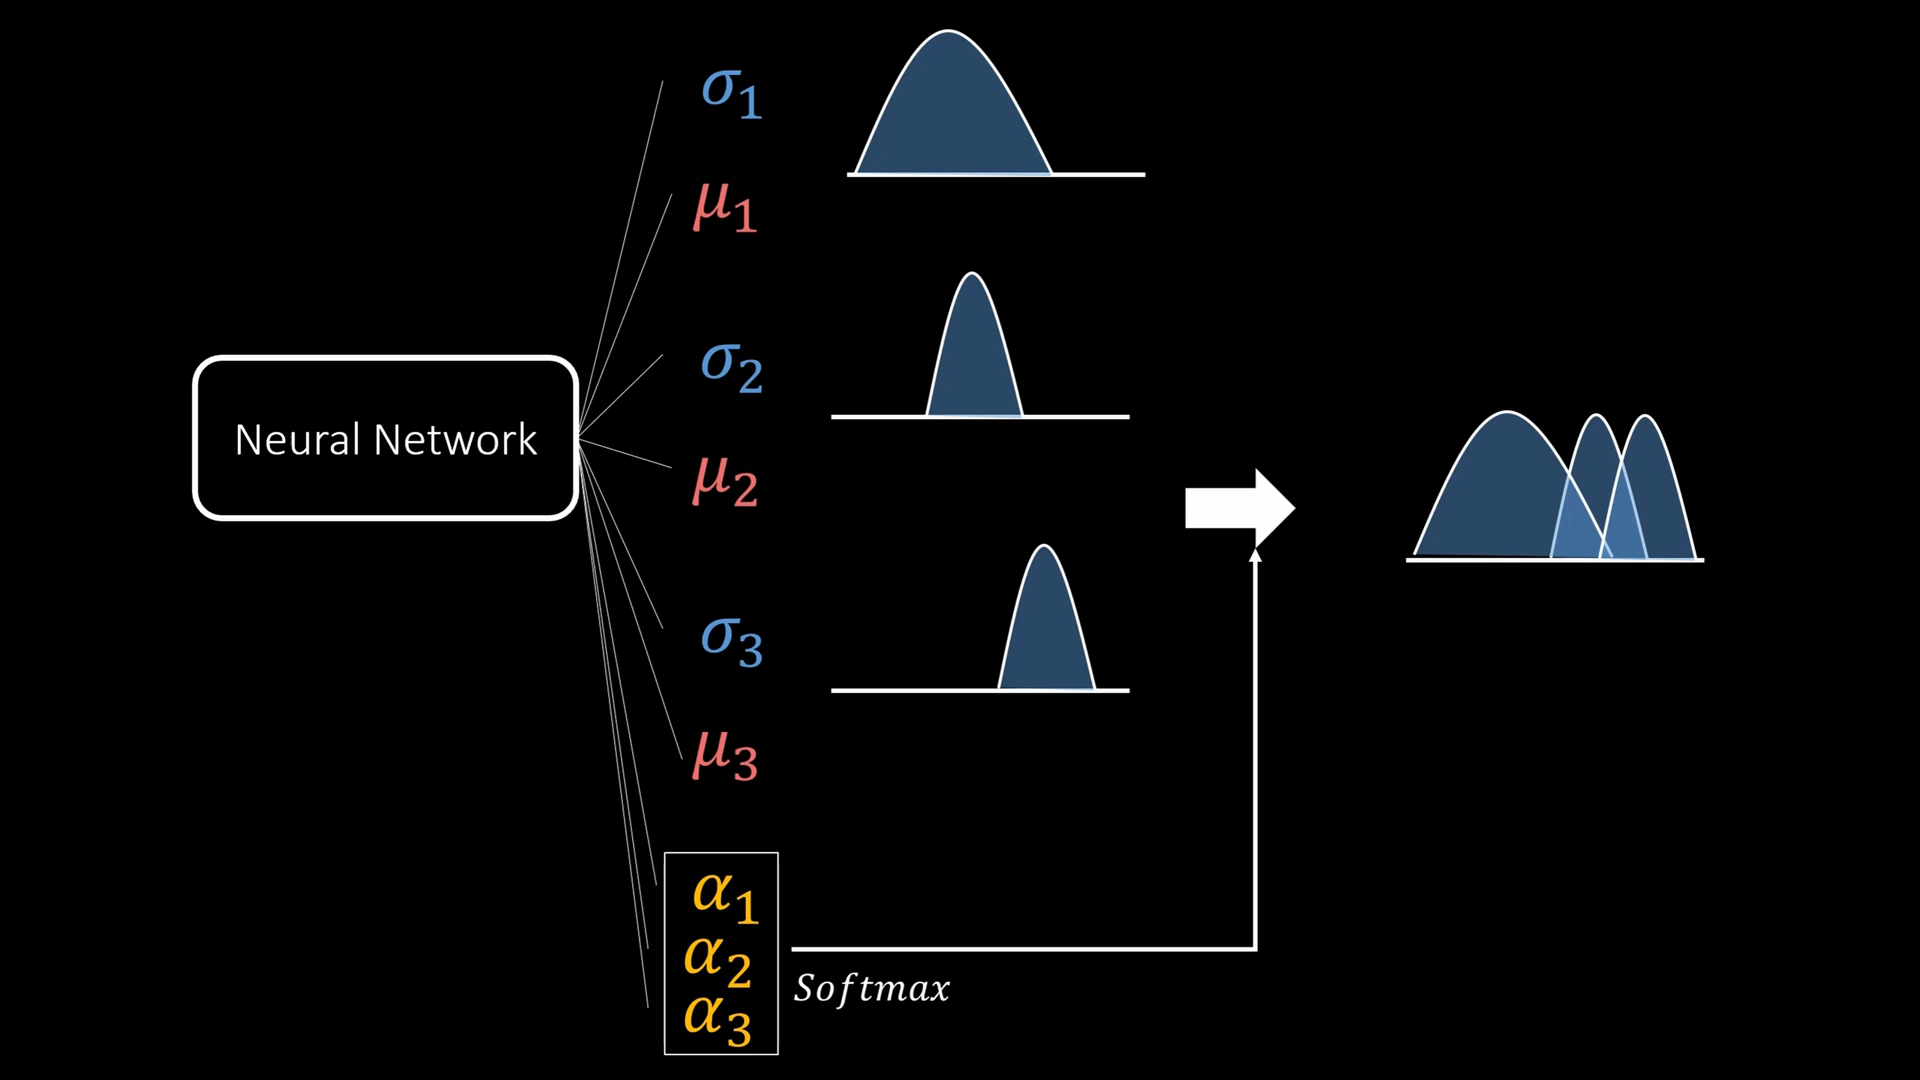 σ₁
μ₁
σ₂
Neural Network
μ₂
σ₃
μ₃
α₁
α₂
α₃
Softmax